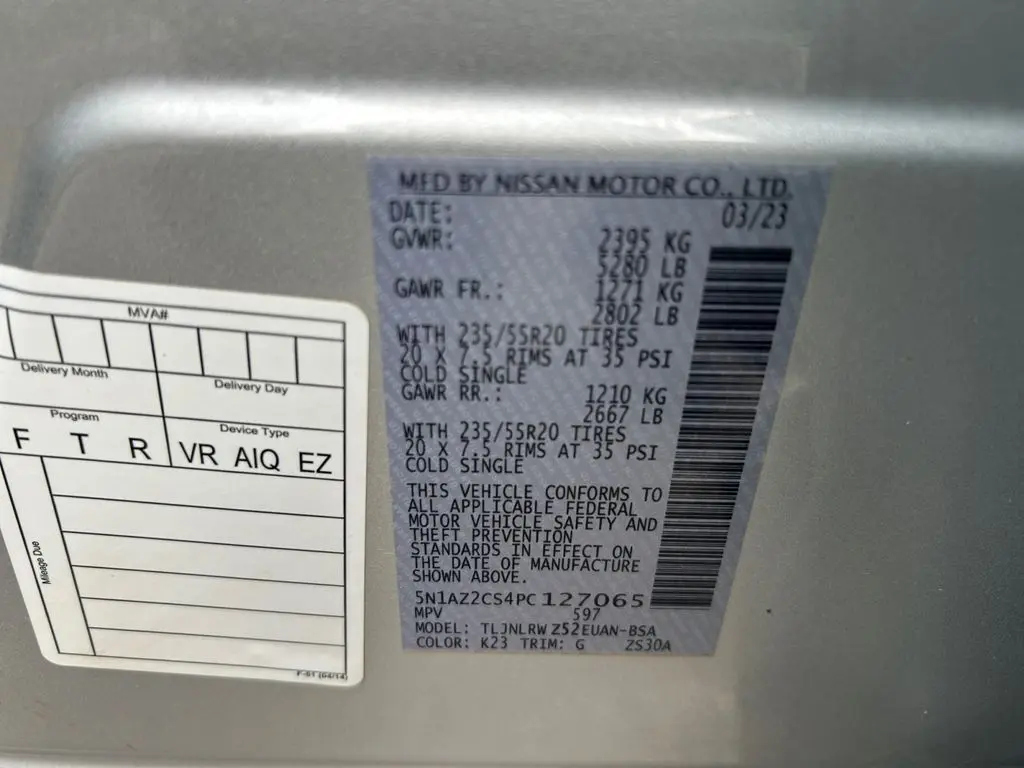 MFD BY NISSAN MOTOR CO., LTD.
DATE: 03/23
GVWR: 2395 KG
5280 LB
GAWR FR.: 1271 KG
2802 LB
WITH 235/55R20 TIRES
20 X 7.5 RIMS AT 35 PSI
COLD SINGLE
GAWR RR.: 1210 KG
2667 LB
WITH 235/55R20 TIRES
20 X 7.5 RIMS AT 35 PSI
COLD SINGLE
THIS VEHICLE CONFORMS TO
ALL APPLICABLE FEDERAL
MOTOR VEHICLE SAFETY AND
THEFT PREVENTION
STANDARDS IN EFFECT ON
THE DATE OF MANUFACTURE
SHOWN ABOVE.
5N1AZ2CS4PC127065
MPV 597
MODEL: TLJNLRW Z52EUAN-BSA
COLOR: K23 TRIM: G ZS30A
MVA#
Delivery Month Delivery Day
Program Device Type
F T R VR AIQ EZ
Mileage Due
F-61 (04/14)